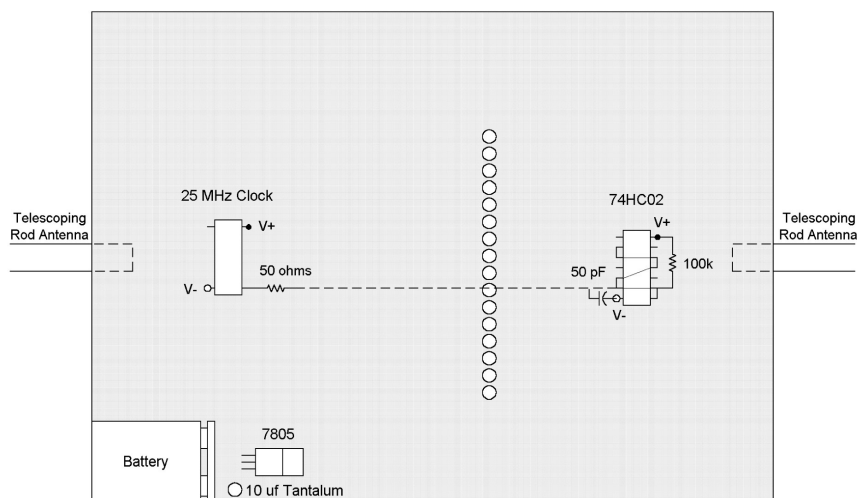 25 MHz Clock
74HC02
Telescoping
Rod Antenna
V+
V+
Telescoping
Rod Antenna
50 ohms
50 pF
100k
V-
V-
7805
Battery
10 uf Tantalum